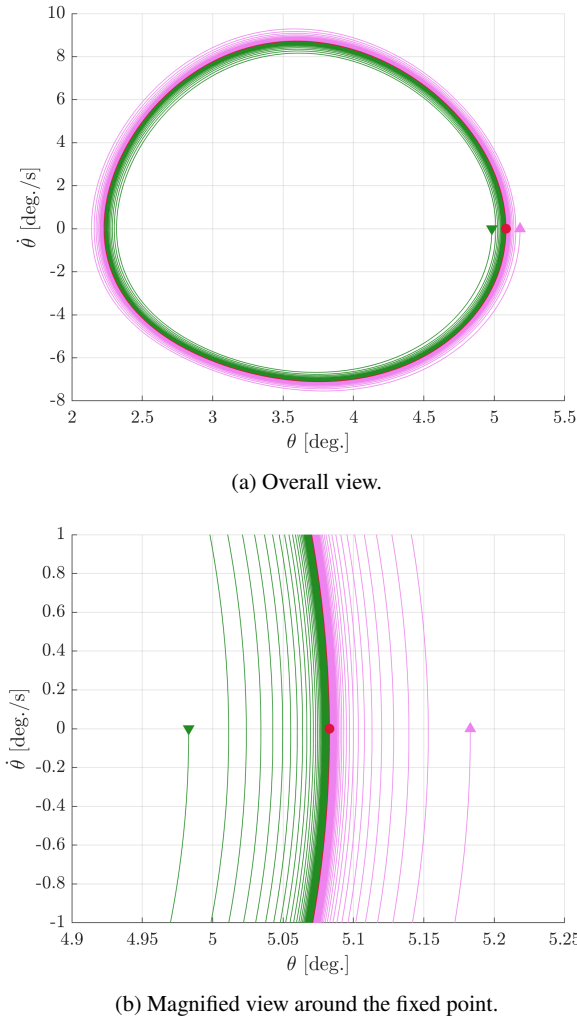 10
8
6
4
2
0
-2
-4
-6
-8
θ̇ [deg./s]
2 2.5 3 3.5 4 4.5 5 5.5
θ [deg.]
(a) Overall view.
1
0.8
0.6
0.4
0.2
0
-0.2
-0.4
-0.6
-0.8
-1
θ̇ [deg./s]
4.9 4.95 5 5.05 5.1 5.15 5.2 5.25
θ [deg.]
(b) Magnified view around the fixed point.